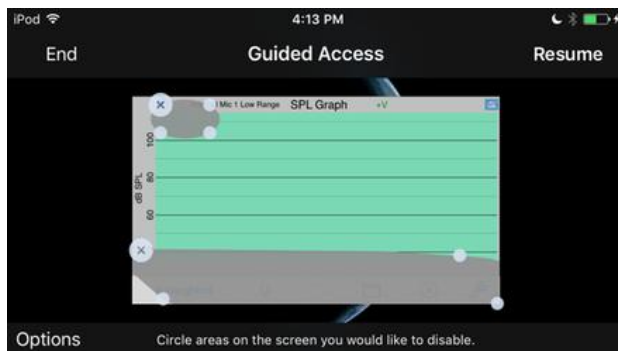 iPod 4:13 PM
End Guided Access Resume
Mic 1 Low Range SPL Graph +V
100
80
dB SPL
60
Options Circle areas on the screen you would like to disable.